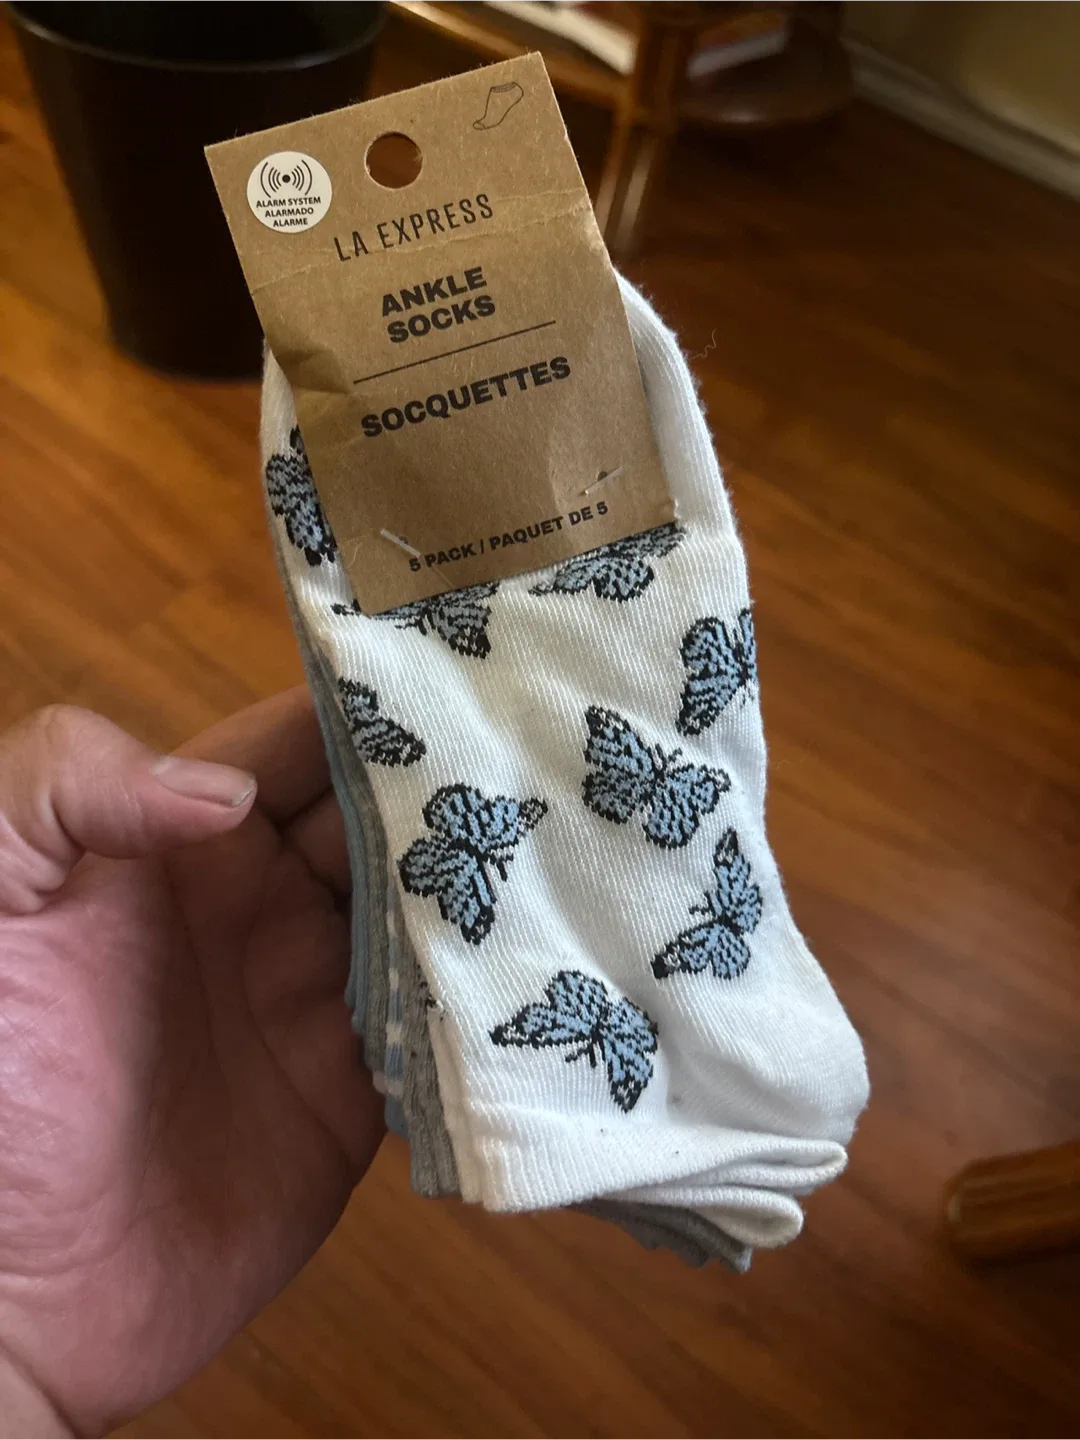 ALARM SYSTEM
ALARMADO
ALARME
LA EXPRESS
ANKLE
SOCKS
SOCQUETTES
5 PACK / PAQUET DE 5